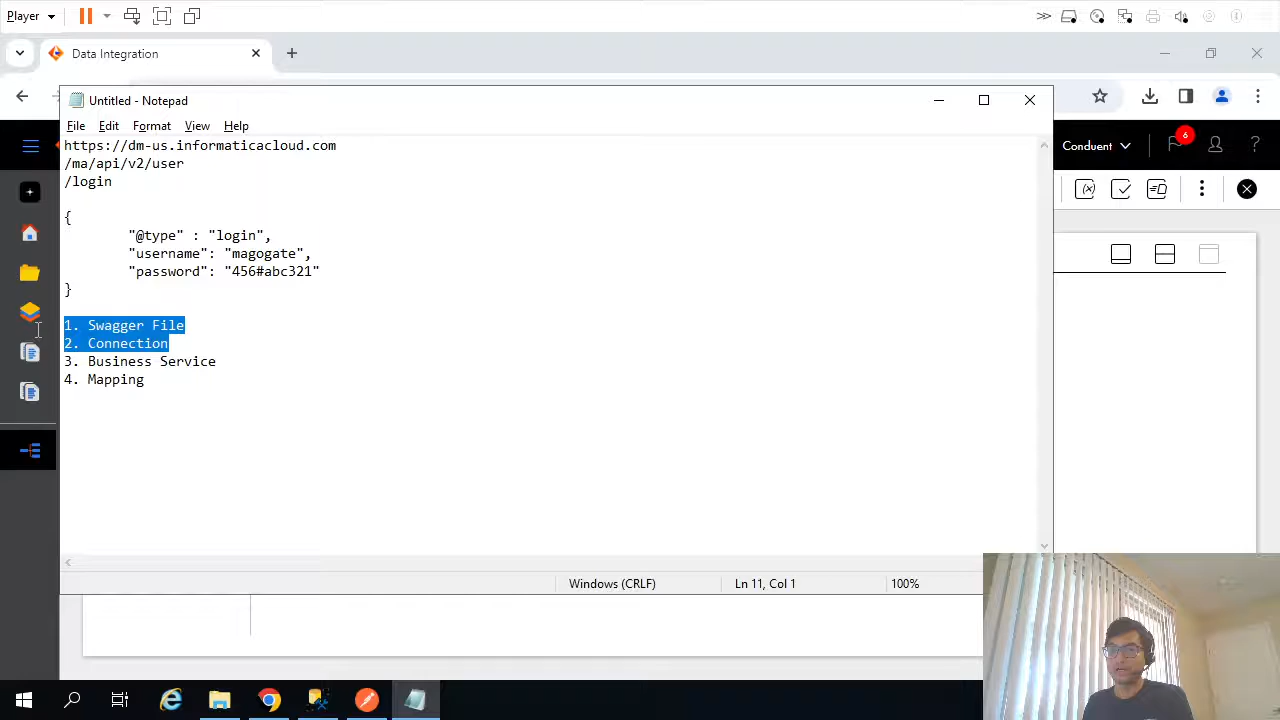 Player
Data Integration
Untitled - Notepad
File Edit Format View Help
https://dm-us.informaticacloud.com
/ma/api/v2/user
/login
{
"@type" : "login",
"username": "magogate",
"password": "456#abc321"
}
1. Swagger File
2. Connection
3. Business Service
4. Mapping
Conduent
6
Windows (CRLF) Ln 11, Col 1 100%